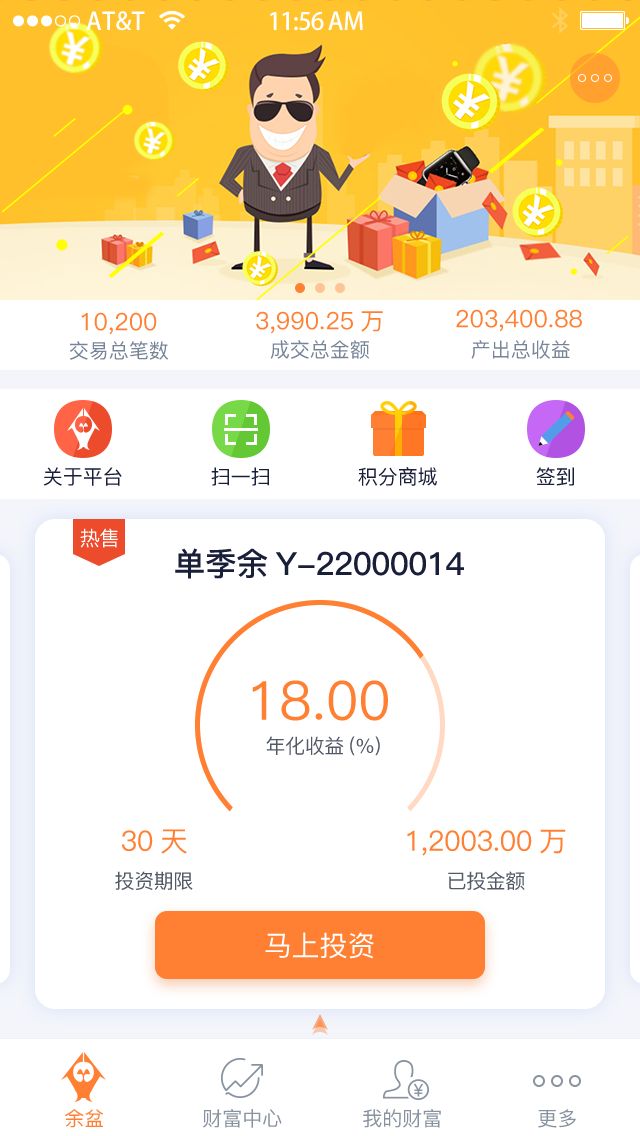 AT&T 11:56 AM
10,200 3,990.25 万 203,400.88
交易总笔数 成交总金额 产出总收益
关于平台 扫一扫 积分商城 签到
热售
单季余 Y-22000014
18.00
年化收益 (%)
30 天 1,2003.00 万
投资期限 已投金额
马上投资
余盆 财富中心 我的财富 更多